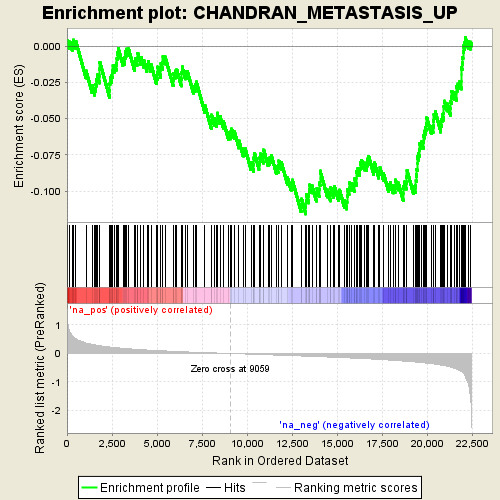 Enrichment plot: CHANDRAN_METASTASIS_UP
Enrichment score (ES)
0.000
-0.025
-0.050
-0.075
-0.100
Ranked list metric (PreRanked)
1
0
-1
-2
'na_pos' (positively correlated)
Zero cross at 9059
'na_neg' (negatively correlated)
0
2,500
5,000
7,500
10,000
12,500
15,000
17,500
20,000
22,500
Rank in Ordered Dataset
Enrichment profile
Hits
Ranking metric scores